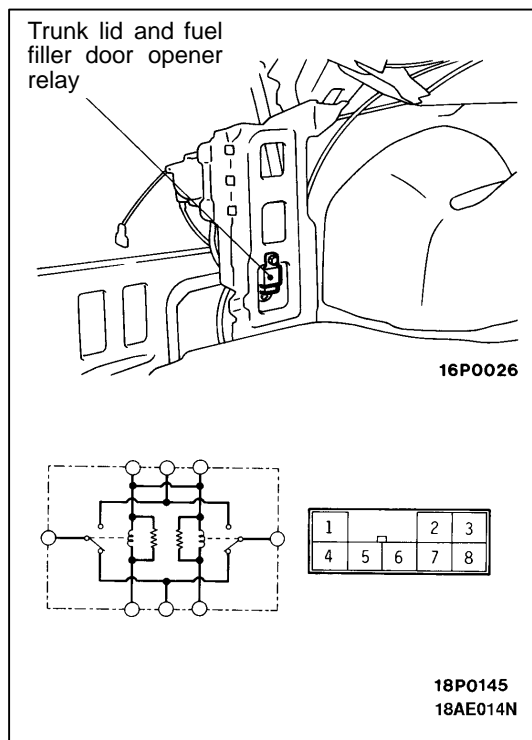 Trunk lid and fuel
filler door opener
relay
16P0026
1 2 3
4 5 6 7 8
18P0145
18AE014N